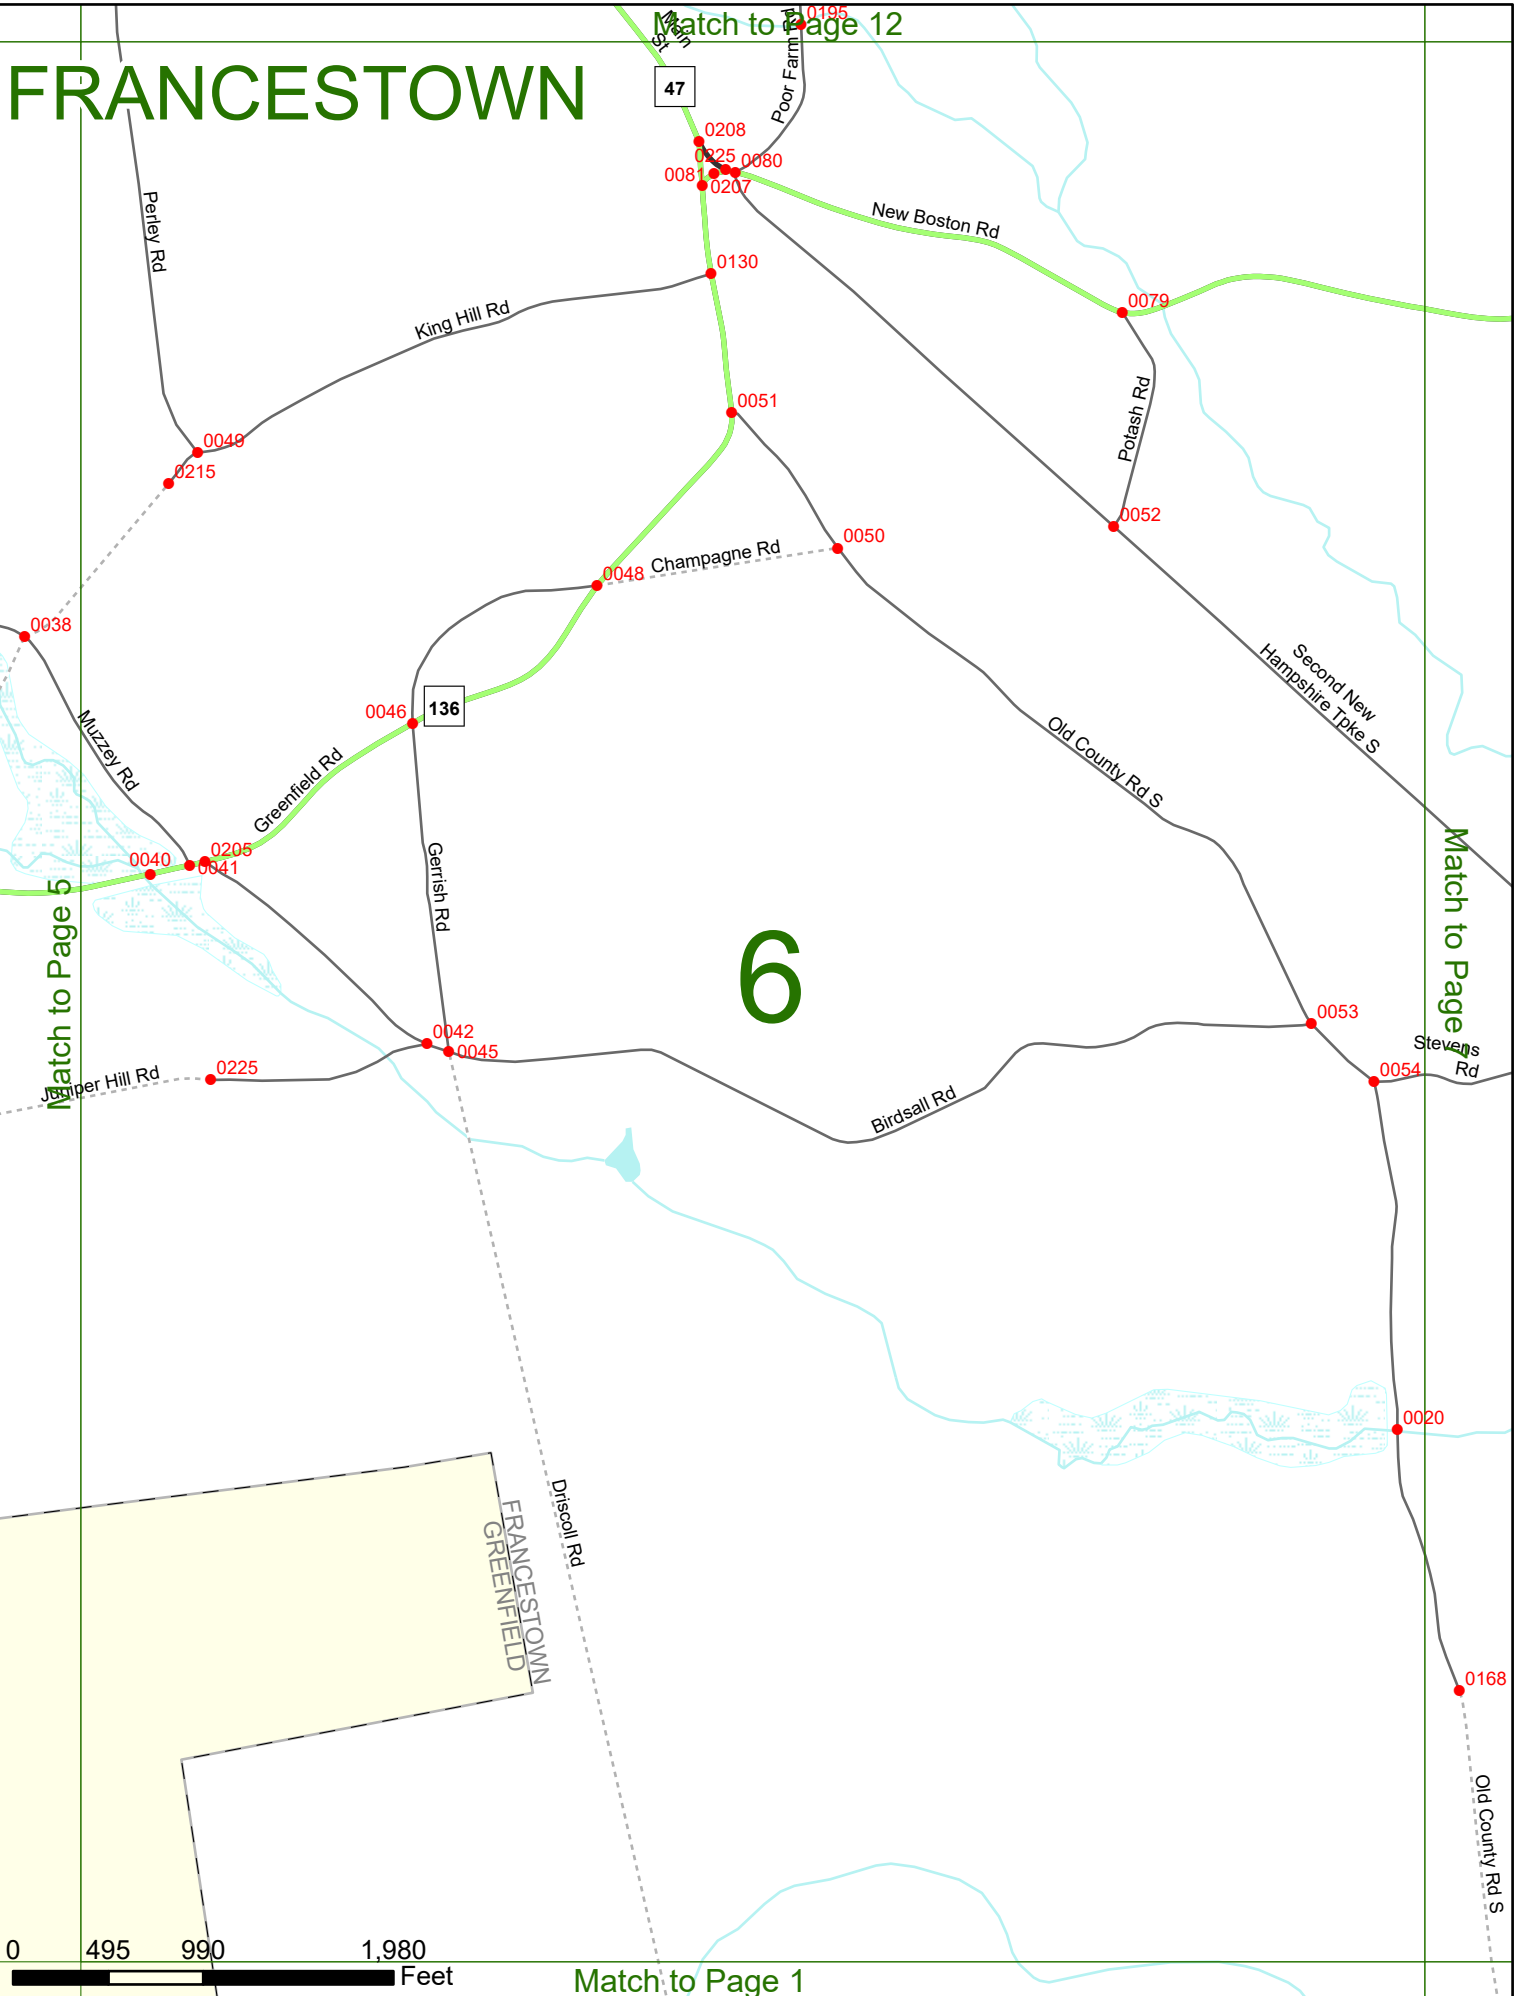 Match to Page 12
FRANCESTOWN
Main
St
47
Poor Farm Rd
0195
0208
0225
0080
0081
0207
New Boston Rd
Perley Rd
0130
0079
King Hill Rd
0051
Potash Rd
0049
0215
0052
0050
Champagne Rd
0048
0038
Second New
Hampshire Tpke S
0046
136
Muzzey Rd
Greenfield Rd
Old County Rd S
0205
0040
0041
Gerrish Rd
Match to Page 5
6
Match to Page 7
0053
0042
0045
Stevens
Rd
0054
0225
Juniper Hill Rd
Birdsall Rd
0020
Driscoll Rd
FRANCESTOWN
GREENFIELD
0168
Old County Rd S
0
495
990
1,980
Feet
Match to Page 1